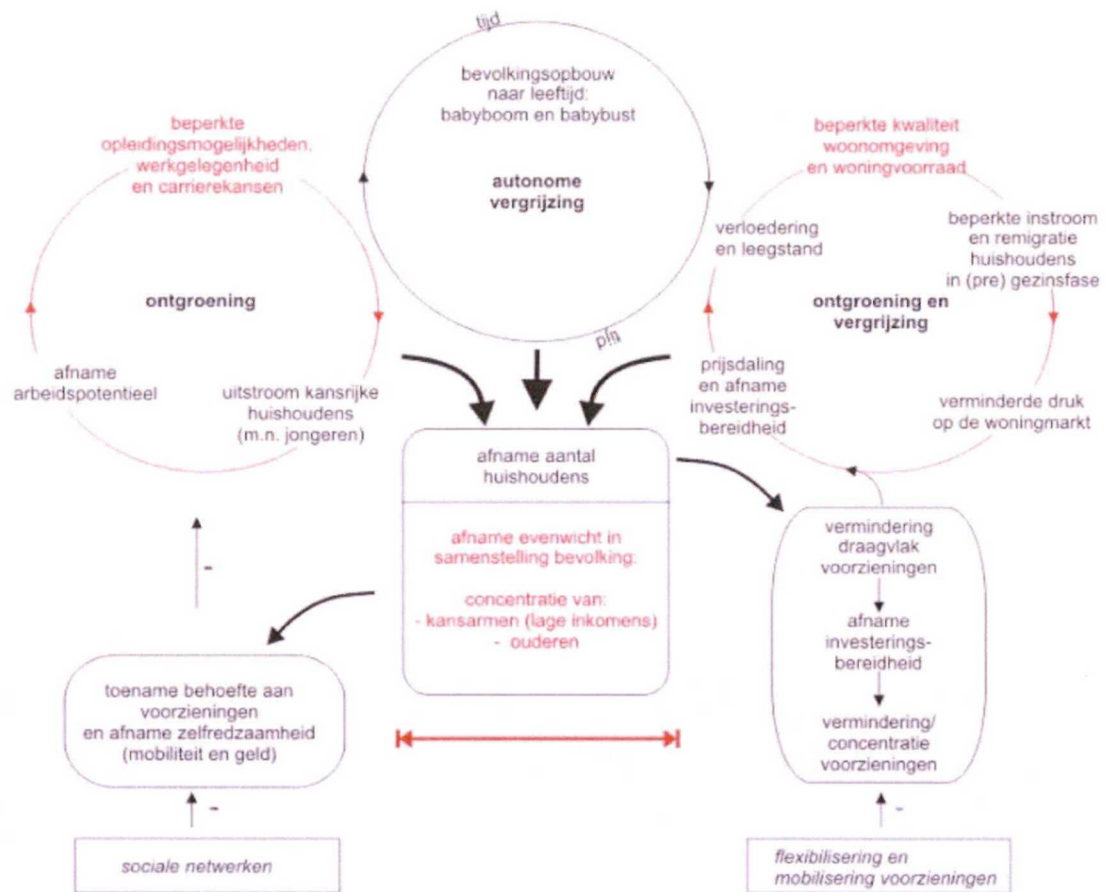 tijd
bevolkingsopbouw
naar leeftijd:
babyboom en babybust
autonome
vergrijzing
tijd
beperkte
opleidingsmogelijkheden,
werkgelegenheid
en carrierekansen
ontgroening
afname
arbeidspotentieel
uitstroom kansrijke
huishoudens
(m.n. jongeren)
beperkte kwaliteit
woonomgeving
en woningvoorraad
verloedering
en leegstand
beperkte instroom
en remigratie
huishoudens
in (pre) gezinsfase
ontgroening en
vergrijzing
prijsdaling
en afname
investerings-
bereidheid
verminderde druk
op de woningmarkt
afname aantal
huishoudens
afname evenwicht in
samenstelling bevolking:
concentratie van:
- kansarmen (lage inkomens)
- ouderen
-
toename behoefte aan
voorzieningen
en afname zelfredzaamheid
(mobiliteit en geld)
-
sociale netwerken
vermindering
draagvlak
voorzieningen
afname
investerings-
bereidheid
vermindering/
concentratie
voorzieningen
-
flexibilisering en
mobilisering voorzieningen